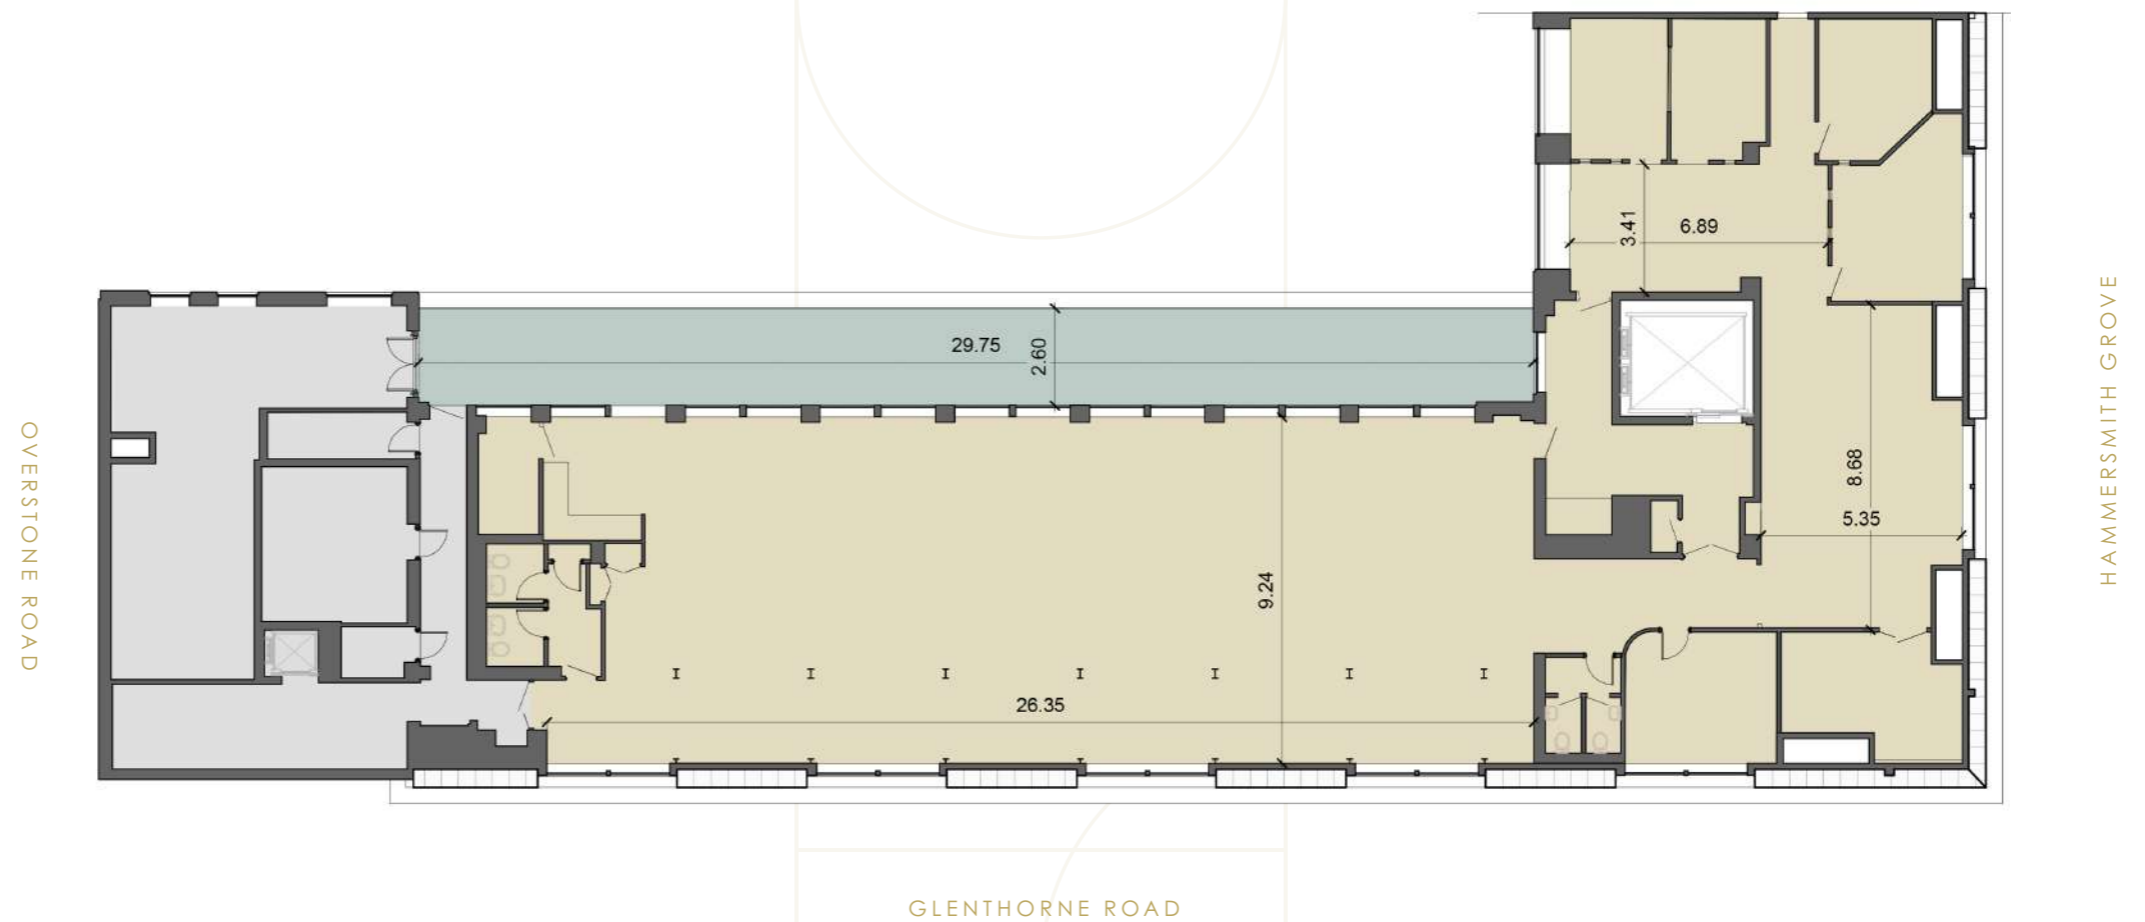 3.41
6.89
HAMMERSMITH GROVE
29.75
2.60
OVERSTONE ROAD
8.68
5.35
9.24
26.35
GLENTHORNE ROAD